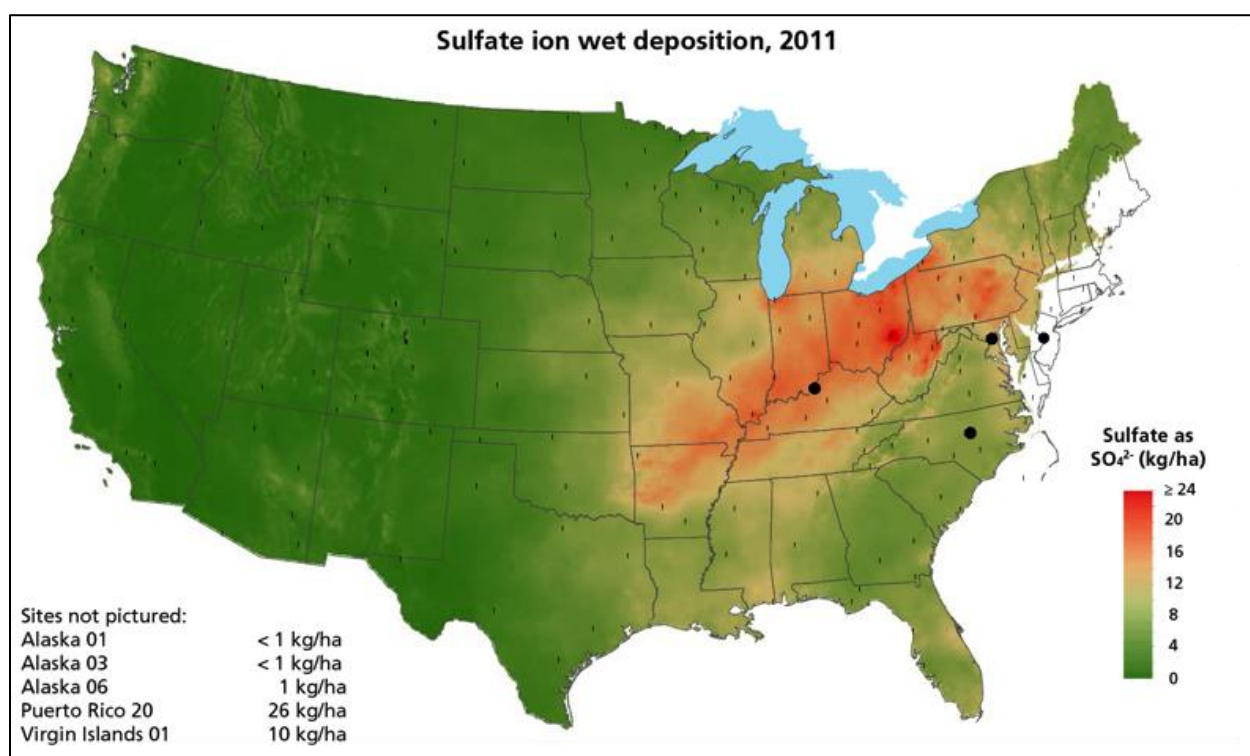 Sulfate ion wet deposition, 2011
Sulfate as
SO₄²⁻ (kg/ha)
≥ 24
20
16
12
8
4
0
Sites not pictured:
Alaska 01 < 1 kg/ha
Alaska 03 < 1 kg/ha
Alaska 06 1 kg/ha
Puerto Rico 20 26 kg/ha
Virgin Islands 01 10 kg/ha